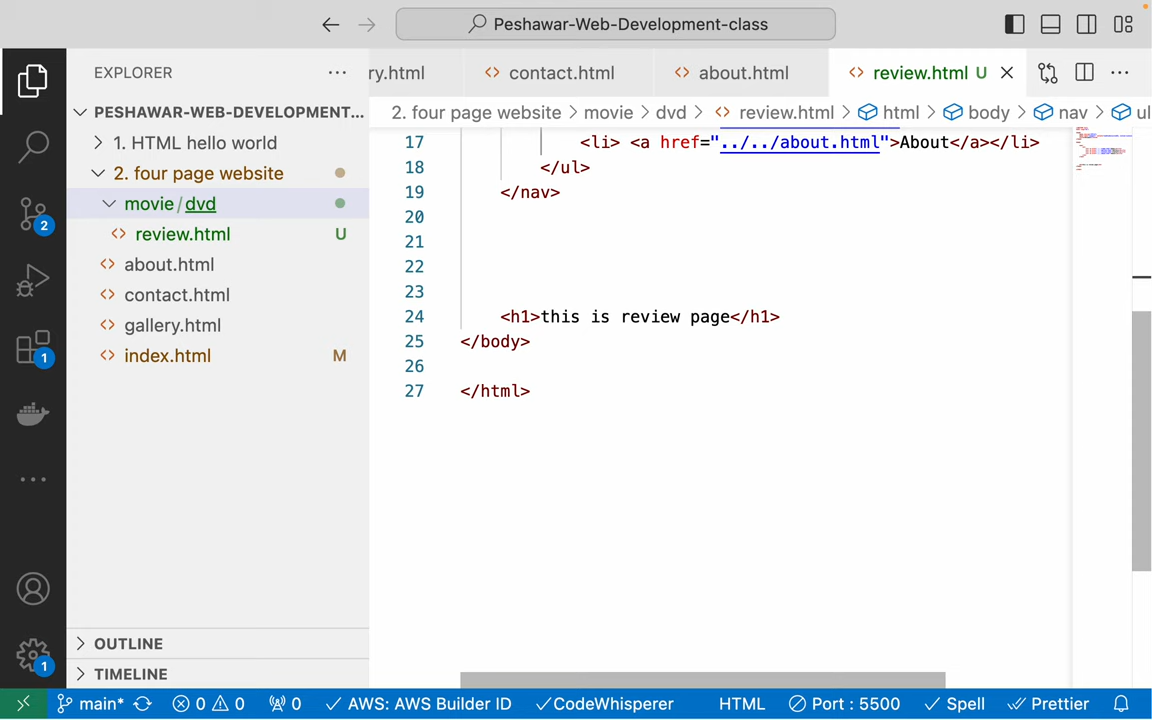 Peshawar-Web-Development-class
EXPLORER
ry.html
contact.html
about.html
review.html U
PESHAWAR-WEB-DEVELOPMENT...
2. four page website > movie > dvd > review.html > html > body > nav > ul
1. HTML hello world
2. four page website
movie/dvd
review.html U
about.html
contact.html
gallery.html
index.html M
17 <li> <a href="../../about.html">About</a></li>
18 </ul>
19 </nav>
20
21
22
23
24 <h1>this is review page</h1>
25 </body>
26
27 </html>
2
1
1
OUTLINE
TIMELINE
main* 0 0 0 AWS: AWS Builder ID CodeWhisperer HTML Port : 5500 Spell Prettier